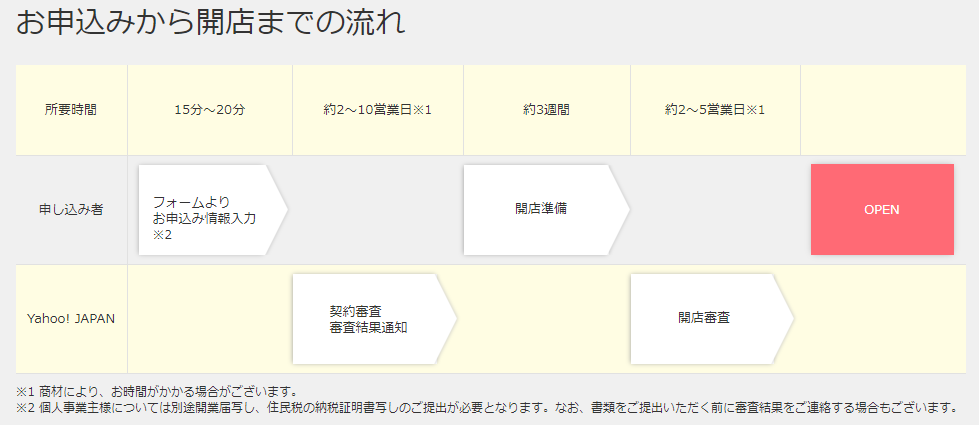 お申込みから開店までの流れ
所要時間
15分～20分
約2～10営業日※1
約3週間
約2～5営業日※1
申し込み者
フォームより
お申込み情報入力
※2
開店準備
OPEN
Yahoo! JAPAN
契約審査
審査結果通知
開店審査
※1 商材により、お時間がかかる場合がございます。
※2 個人事業主様については別途開業届写し、住民税の納税証明書写しのご提出が必要となります。なお、書類をご提出いただく前に審査結果をご連絡する場合もございます。